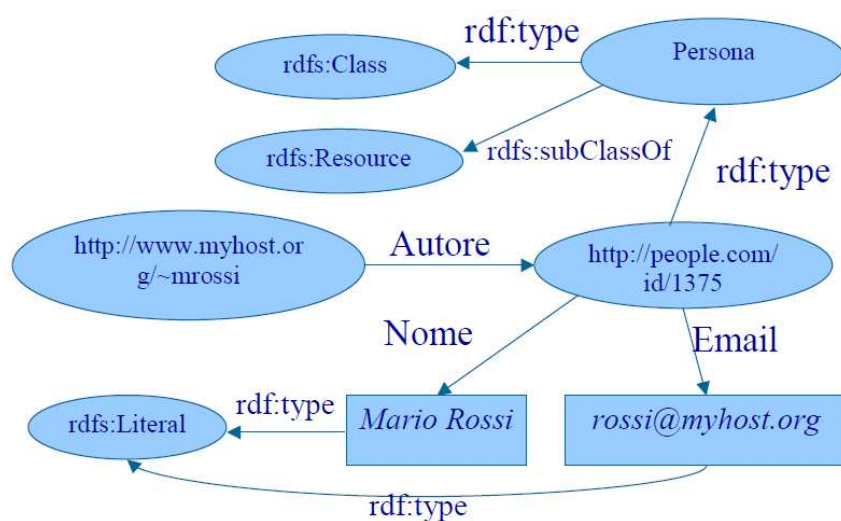 rdf:type
Persona
rdfs:Class
rdfs:Resource
rdfs:subClassOf
rdf:type
http://www.myhost.or
g/~mrossi
Autore
http://people.com/
id/1375
Nome
Email
rdfs:Literal
rdf:type
Mario Rossi
rossi@myhost.org
rdf:type